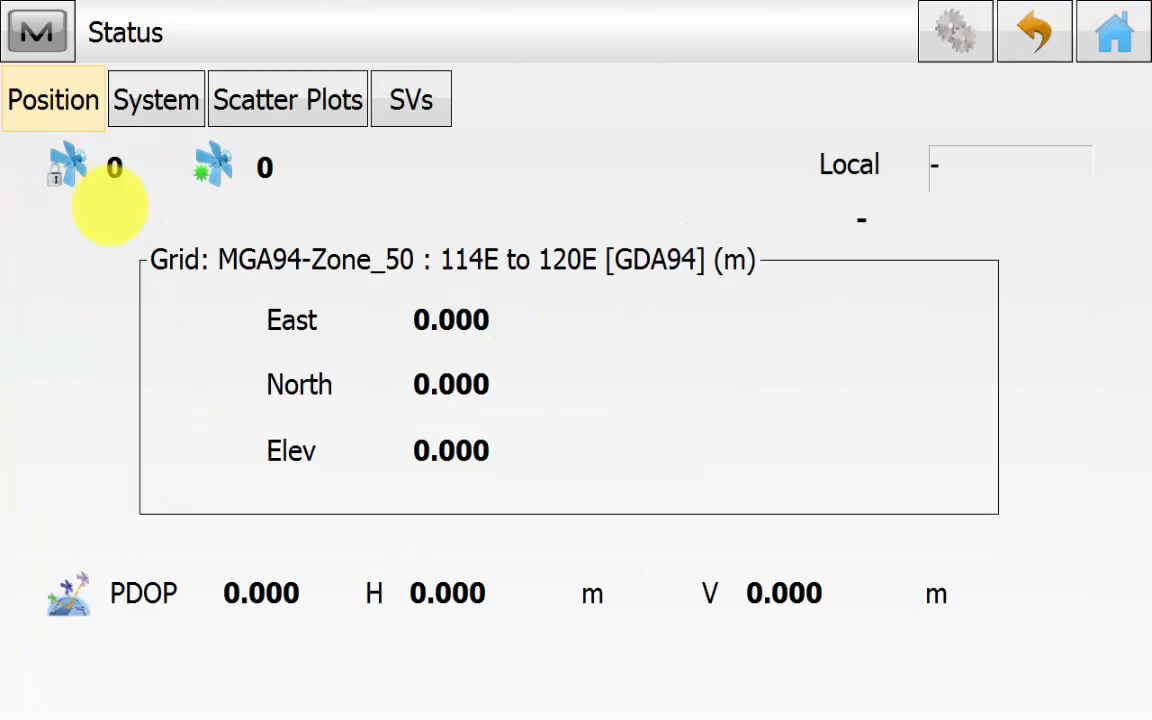 M Status
Position System Scatter Plots SVs
0 0 Local -
-
Grid: MGA94-Zone_50 : 114E to 120E [GDA94] (m)
East 0.000
North 0.000
Elev 0.000
PDOP 0.000 H 0.000 m V 0.000 m